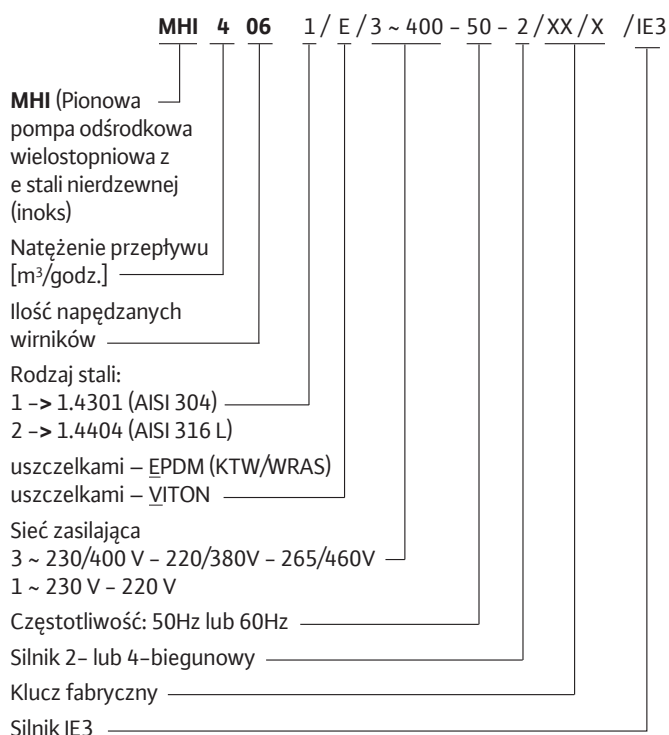 MHI 4 06 1 / E / 3 ~ 400 – 50 – 2 / XX / X / IE3
MHI (Pionowa
pompa odśrodkowa
wielostopniowa z
e stali nierdzewnej
(inoks)
Natężenie przepływu
[m³/godz.]
Ilość napędzanych
wirników
Rodzaj stali:
1 –> 1.4301 (AISI 304)
2 –> 1.4404 (AISI 316 L)
uszczelkami – EPDM (KTW/WRAS)
uszczelkami – VITON
Sieć zasilająca
3 ~ 230/400 V – 220/380V – 265/460V
1 ~ 230 V – 220 V
Częstotliwość: 50Hz lub 60Hz
Silnik 2– lub 4–biegunowy
Klucz fabryczny
Silnik IE3